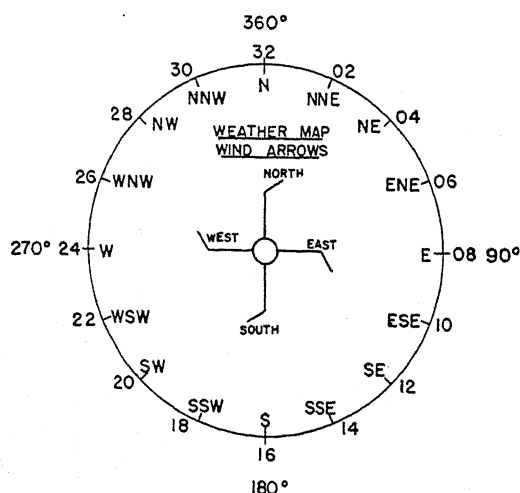 360°
32
30 02
NNW N NNE
28 NW NE 04
WEATHER MAP
WIND ARROWS
26 WNW NORTH ENE 06
270° 24 W WEST EAST E 08 90°
22 WSW SOUTH ESE 10
20 SW SE 12
18 SSW S SSE 14
16
180°